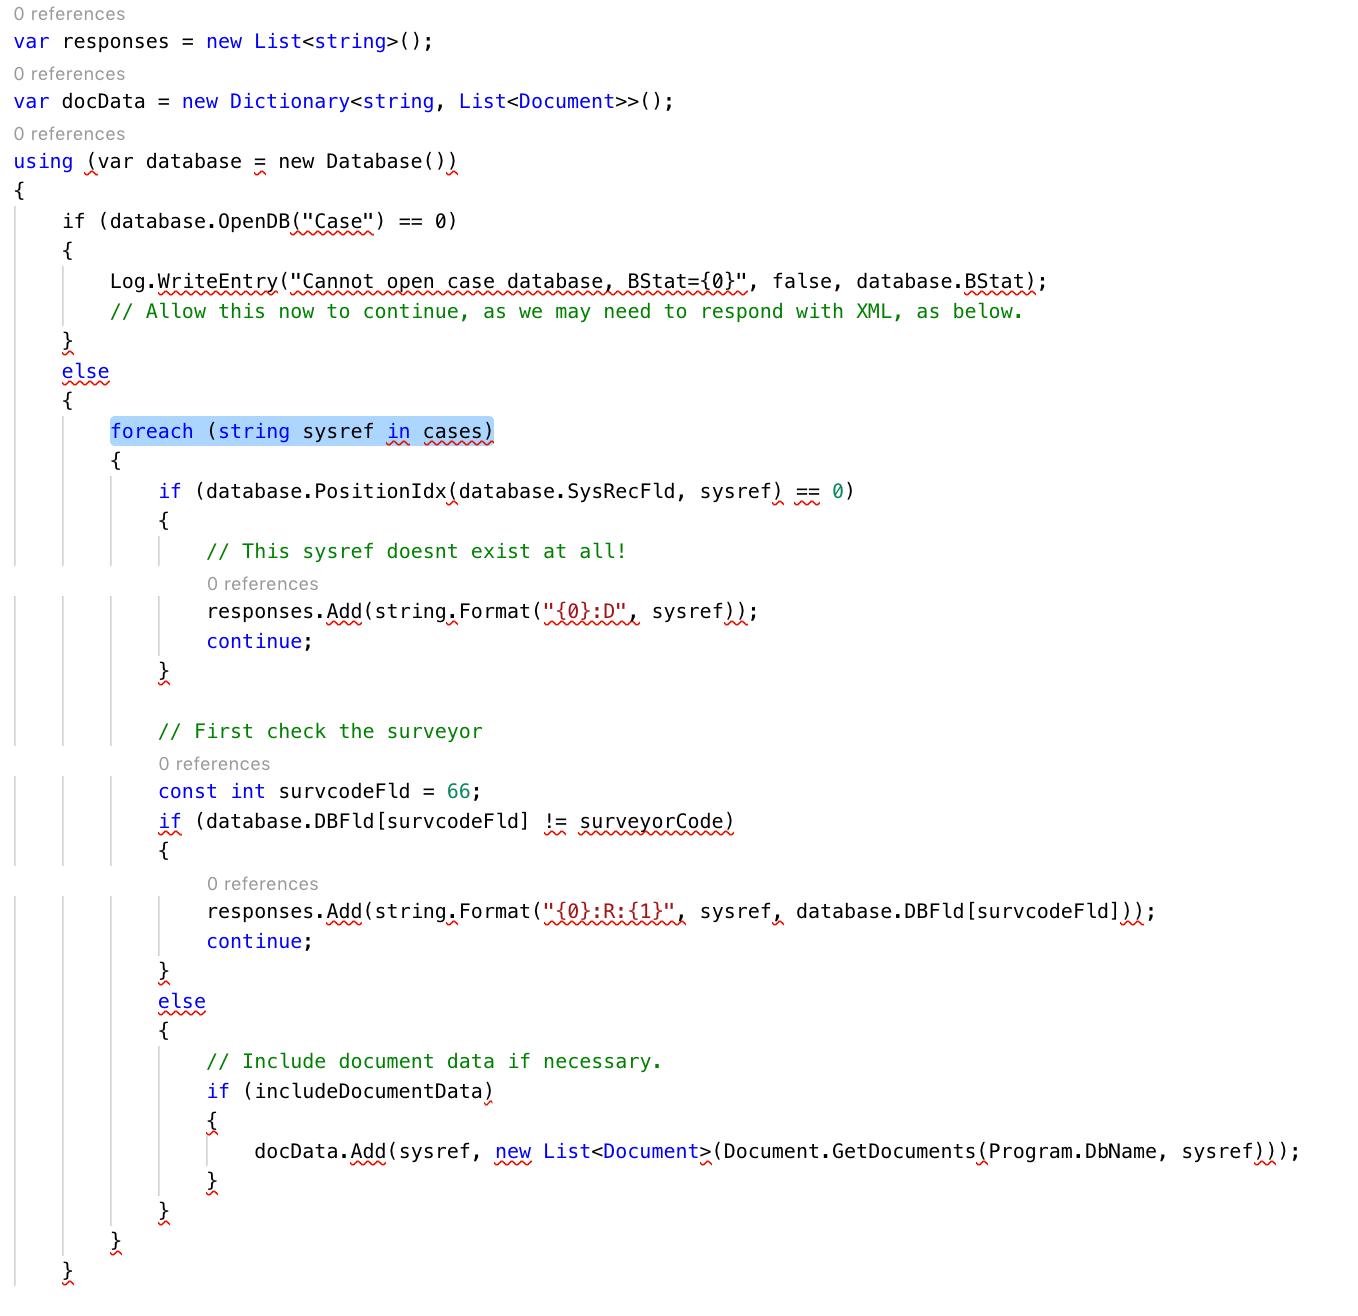 0 references
var responses = new List<string>();
0 references
var docData = new Dictionary<string, List<Document>>();
0 references
using (var database = new Database())
{
    if (database.OpenDB("Case") == 0)
    {
        Log.WriteEntry("Cannot open case database, BStat={0}", false, database.BStat);
        // Allow this now to continue, as we may need to respond with XML, as below.
    }
    else
    {
        foreach (string sysref in cases)
        {
            if (database.PositionIdx(database.SysRecFld, sysref) == 0)
            {
                // This sysref doesnt exist at all!
                0 references
                responses.Add(string.Format("{0}:D", sysref));
                continue;
            }

            // First check the surveyor
            0 references
            const int survcodeFld = 66;
            if (database.DBFld[survcodeFld] != surveyorCode)
            {
                0 references
                responses.Add(string.Format("{0}:R:{1}", sysref, database.DBFld[survcodeFld]));
                continue;
            }
            else
            {
                // Include document data if necessary.
                if (includeDocumentData)
                {
                    docData.Add(sysref, new List<Document>(Document.GetDocuments(Program.DbName, sysref)));
                }
            }
        }
    }